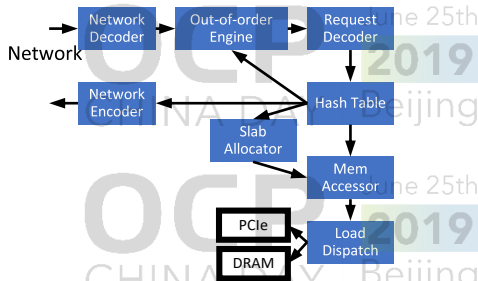 Network
Decoder
Out-of-order
Engine
Request
Decoder
Network
Network
Encoder
Hash Table
Slab
Allocator
Mem
Accessor
Load
Dispatch
PCIe
DRAM
OCP
CHINA DAY
June 25th
2019
Beijing
OCP
CHINA DAY
June 25th
2019
Beijing